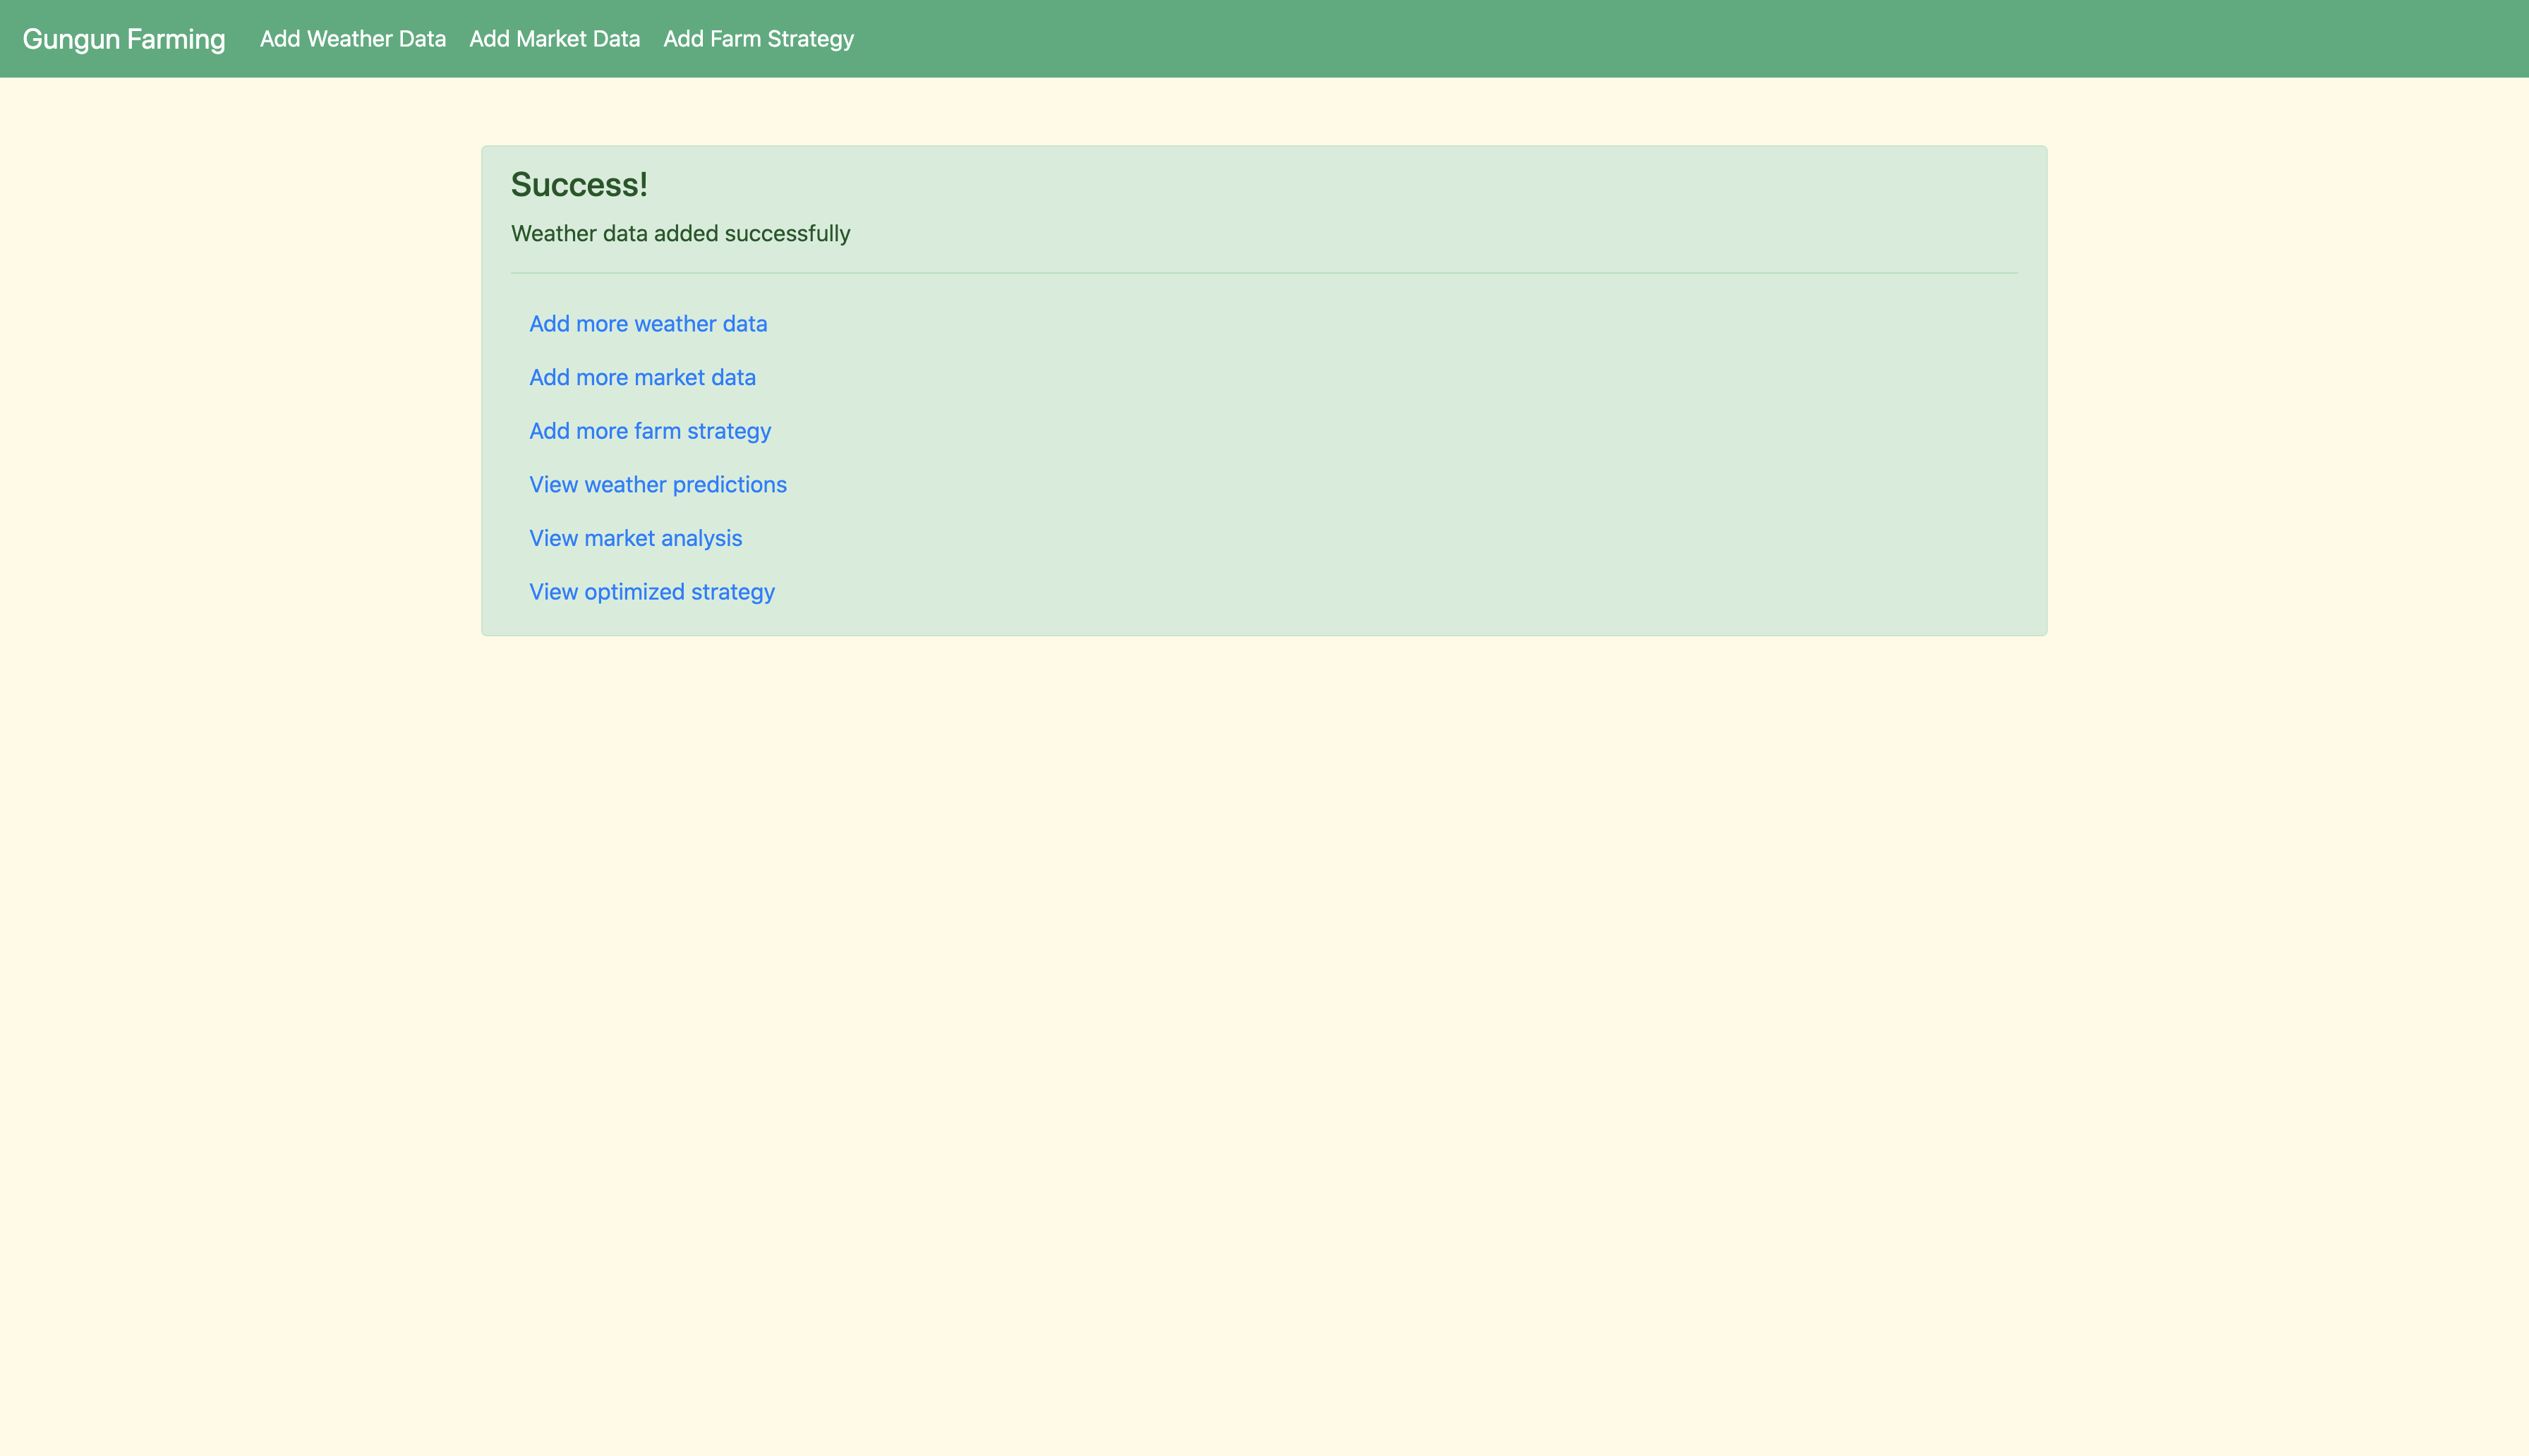 Gungun Farming Add Weather Data Add Market Data Add Farm Strategy
Success!
Weather data added successfully
Add more weather data
Add more market data
Add more farm strategy
View weather predictions
View market analysis
View optimized strategy